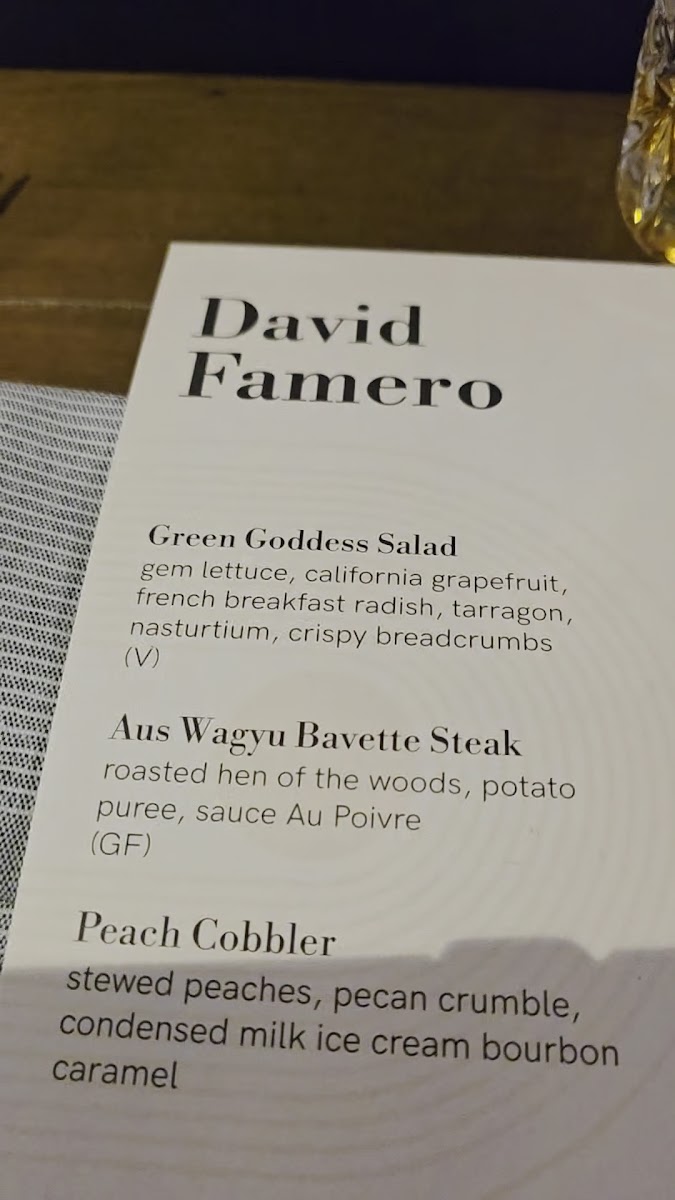 David
Famero
Green Goddess Salad
gem lettuce, california grapefruit,
french breakfast radish, tarragon,
nasturtium, crispy breadcrumbs
(V)
Aus Wagyu Bavette Steak
roasted hen of the woods, potato
puree, sauce Au Poivre
(GF)
Peach Cobbler
stewed peaches, pecan crumble,
condensed milk ice cream bourbon
caramel